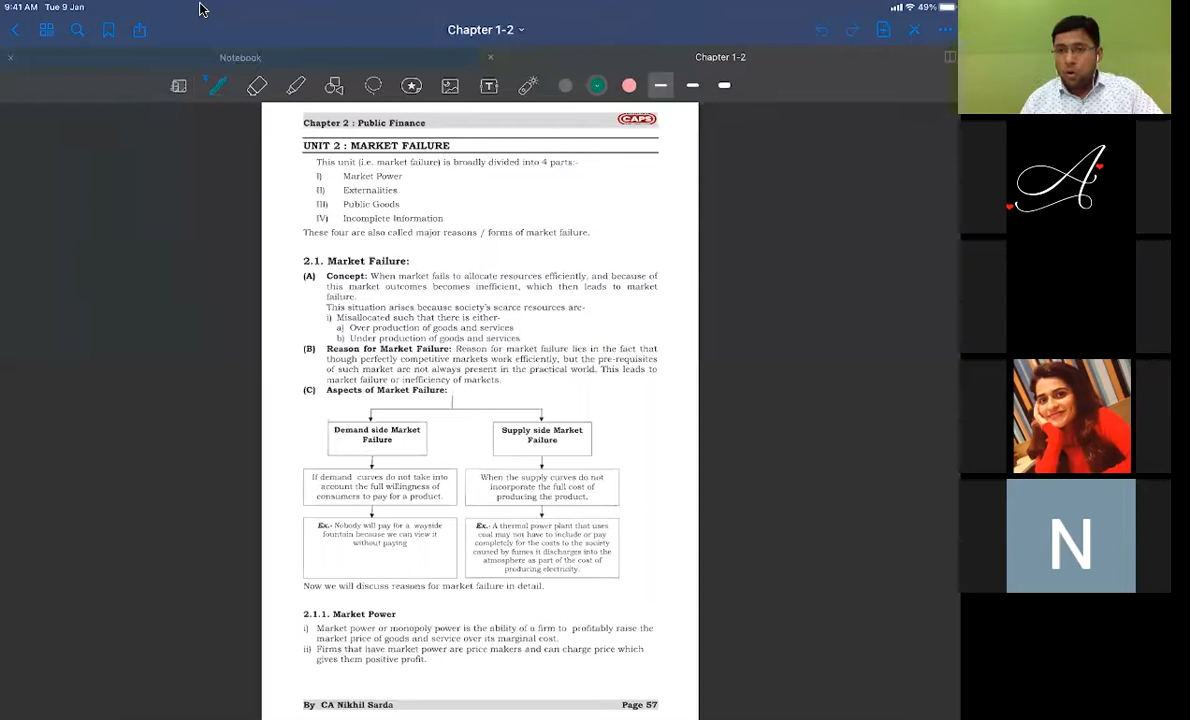 9:41 AM Tue 9 Jan
49%
Chapter 1-2
Notebook
Chapter 1-2
Chapter 2 : Public Finance
CAPS
UNIT 2 : MARKET FAILURE
This unit (i.e. market failure) is broadly divided into 4 parts:-
I) Market Power
II) Externalities
III) Public Goods
IV) Incomplete Information
These four are also called major reasons / forms of market failure.
2.1. Market Failure:
(A) Concept: When market fails to allocate resources efficiently, and because of
this market outcomes becomes inefficient, which then leads to market
failure.
This situation arises because society's scarce resources are-
i) Misallocated such that there is either-
a) Over production of goods and services
b) Under production of goods and services
(B) Reason for Market Failure: Reason for market failure lies in the fact that
though perfectly competitive markets work efficiently, but the pre-requisites
of such market are not always present in the practical world. This leads to
market failure or inefficiency of markets.
(C) Aspects of Market Failure:
Demand side Market
Failure
Supply side Market
Failure
If demand curves do not take into
account the full willingness of
consumers to pay for a product.
When the supply curves do not
incorporate the full cost of
producing the product.
Ex.- Nobody will pay for a wayside
fountain because we can view it
without paying
Ex.- A thermal power plant that uses
coal may not have to include or pay
completely for the costs to the society
caused by fumes it discharges into the
atmosphere as part of the cost of
producing electricity.
Now we will discuss reasons for market failure in detail.
2.1.1. Market Power
i) Market power or monopoly power is the ability of a firm to profitably raise the
market price of goods and service over its marginal cost.
ii) Firms that have market power are price makers and can charge price which
gives them positive profit.
By CA Nikhil Sarda Page 57
A
N